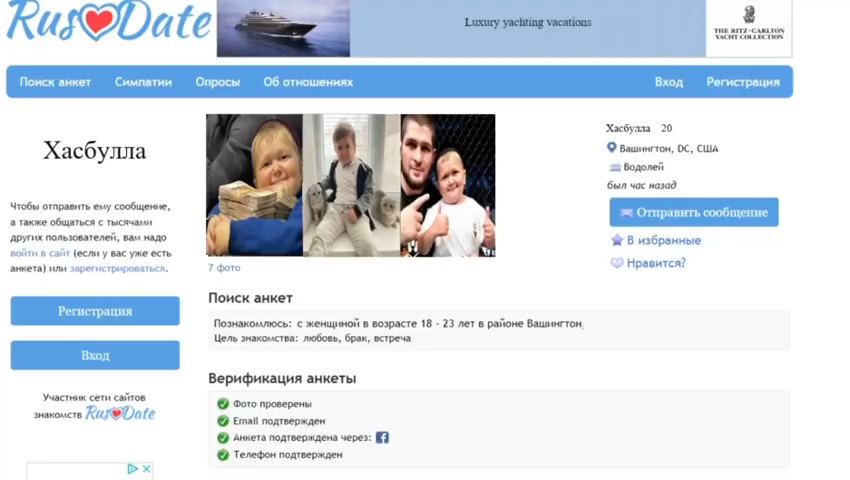 RusDate
Luxury yachting vacations
THE RITZ-CARLTON
YACHT COLLECTION
Поиск анкет Симпатии Опросы Об отношениях Вход Регистрация
Хасбулла
Чтобы отправить ему сообщение,
а также общаться с тысячами
других пользователей, вам надо
войти в сайт (если у вас уже есть
анкета) или зарегистрироваться.
Регистрация
Вход
Участник сети сайтов
знакомств RusDate
7 фото
Хасбулла 20
Вашингтон, DC, США
Водолей
был час назад
Отправить сообщение
В избранные
Нравится?
Поиск анкет
Познакомлюсь: с женщиной в возрасте 18 - 23 лет в районе Вашингтон,
Цель знакомства: любовь, брак, встреча
Верификация анкеты
Фото проверены
Email подтвержден
Анкета подтверждена через:
Телефон подтвержден